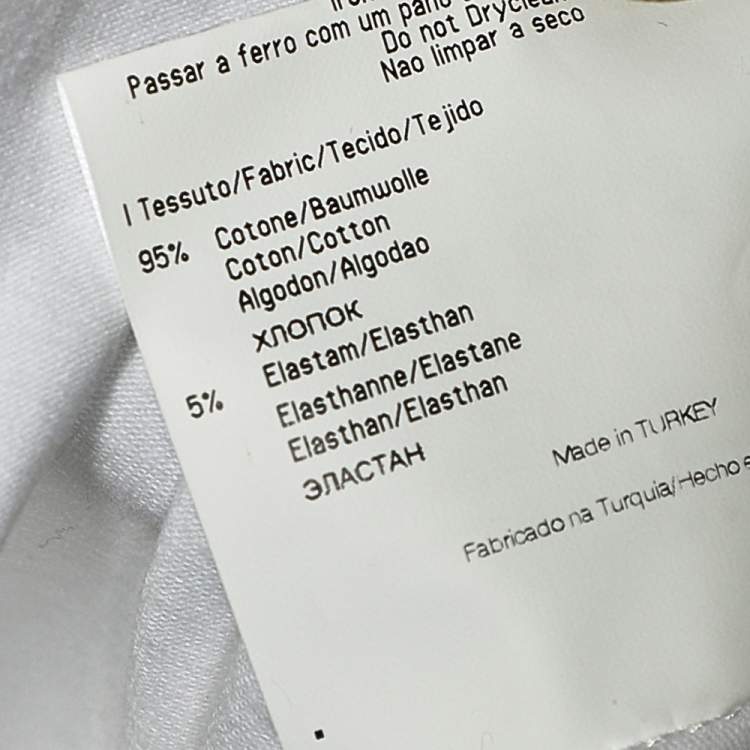 Passar a ferro com um pano
Do not Dryclean
Nao limpar a seco
I Tessuto/Fabric/Tecido/Tejido
95% Cotone/Baumwolle
Coton/Cotton
Algodon/Algodao
хлопок
5% Elastam/Elasthan
Elasthanne/Elastane
Elasthan/Elasthan
ЭЛАСТАН
Made in TURKEY
Fabricado na Turquia/Hecho